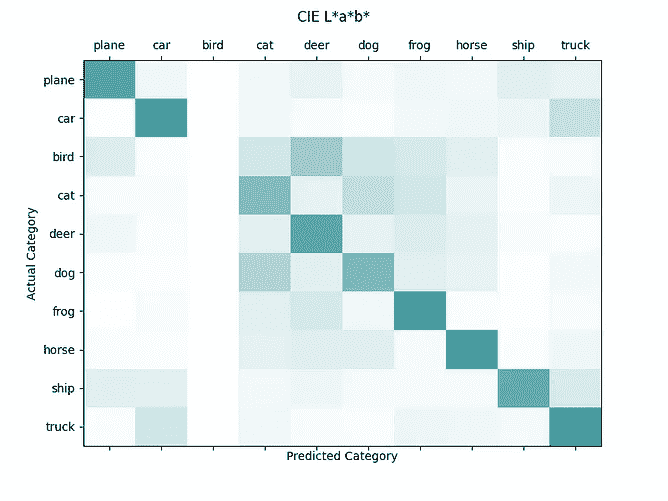 CIE L*a*b*
plane car bird cat deer dog frog horse ship truck
plane
car
bird
cat
deer
dog
frog
horse
ship
truck
Actual Category
Predicted Category